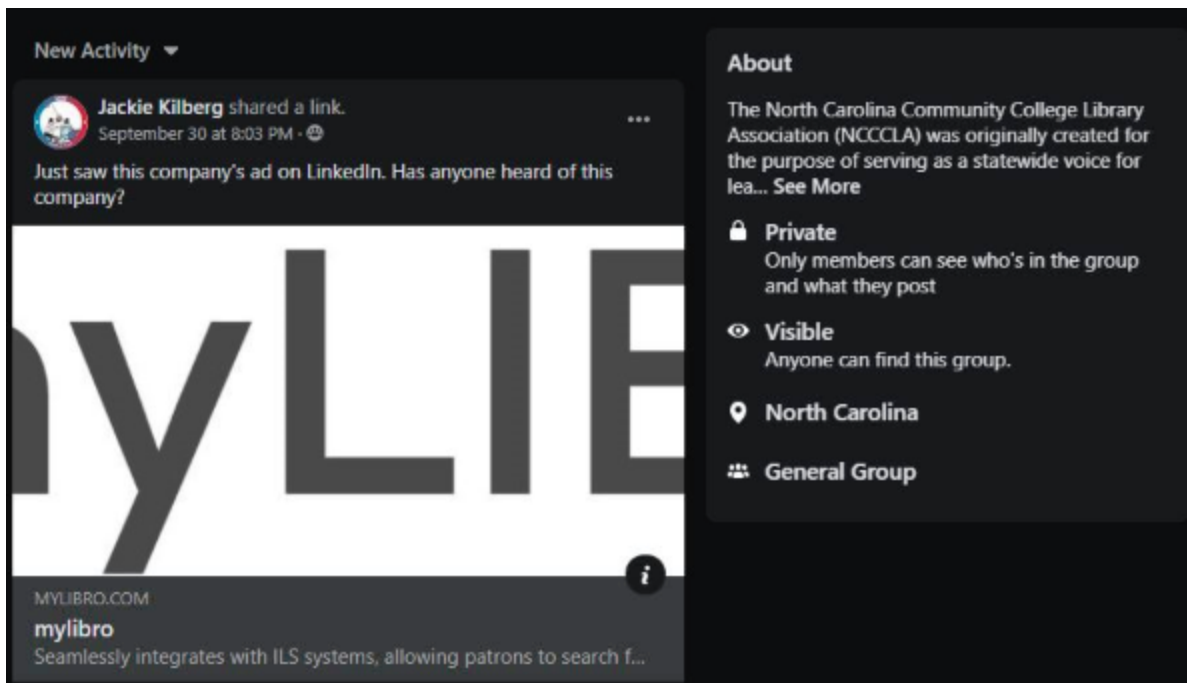 New Activity
Jackie Kilberg shared a link.
September 30 at 8:03 PM ·
Just saw this company's ad on LinkedIn. Has anyone heard of this
company?
yLIE
i
MYLIBRO.COM
mylibro
Seamlessly integrates with ILS systems, allowing patrons to search f...
About
The North Carolina Community College Library
Association (NCCCLA) was originally created for
the purpose of serving as a statewide voice for
lea... See More
Private
Only members can see who's in the group
and what they post
Visible
Anyone can find this group.
North Carolina
General Group